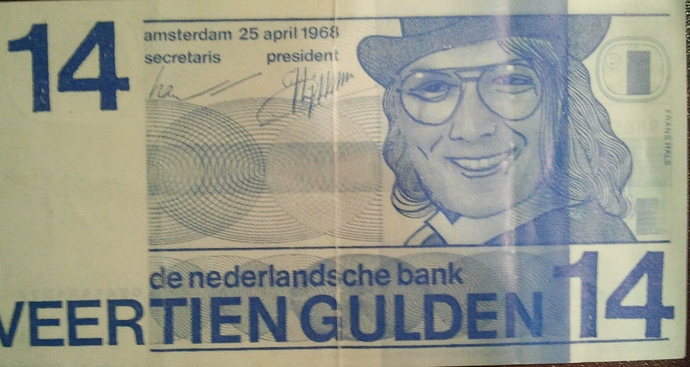 14
amsterdam 25 april 1968
secretaris president
FRANS HALS
de nederlandsche bank
VEERTIEN GULDEN 14